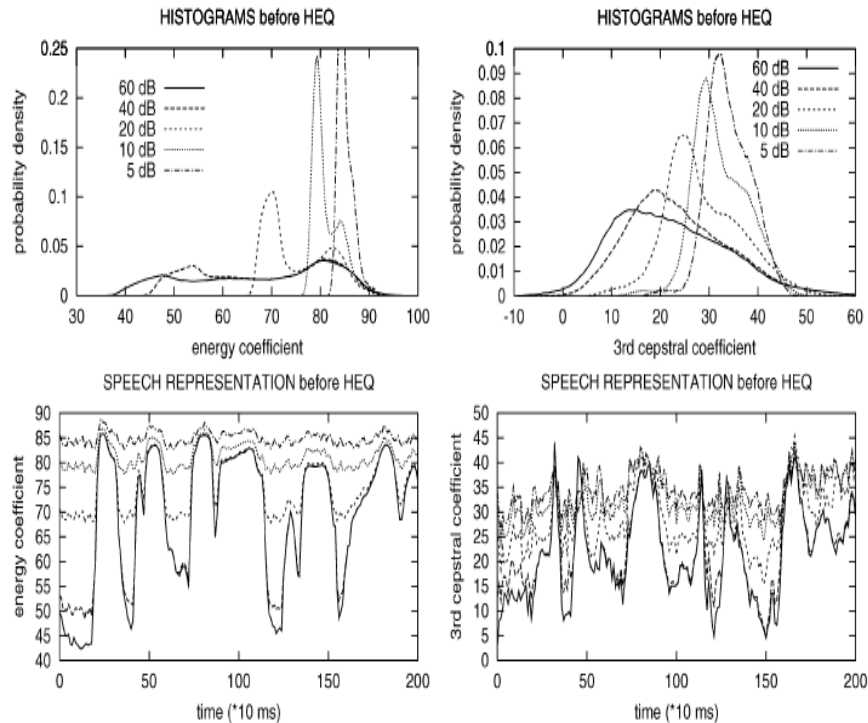 HISTOGRAMS before HEQ
probability density
0.25
0.2
0.15
0.1
0.05
0
60 dB
40 dB
20 dB
10 dB
5 dB
30 40 50 60 70 80 90 100
energy coefficient
HISTOGRAMS before HEQ
probability density
0.1
0.09
0.08
0.07
0.06
0.05
0.04
0.03
0.02
0.01
0
60 dB
40 dB
20 dB
10 dB
5 dB
-10 0 10 20 30 40 50 60
3rd cepstral coefficient
SPEECH REPRESENTATION before HEQ
energy coefficient
90
85
80
75
70
65
60
55
50
45
40
0 50 100 150 200
time (*10 ms)
SPEECH REPRESENTATION before HEQ
3rd cepstral coefficient
50
45
40
35
30
25
20
15
10
5
0
0 50 100 150 200
time (*10 ms)